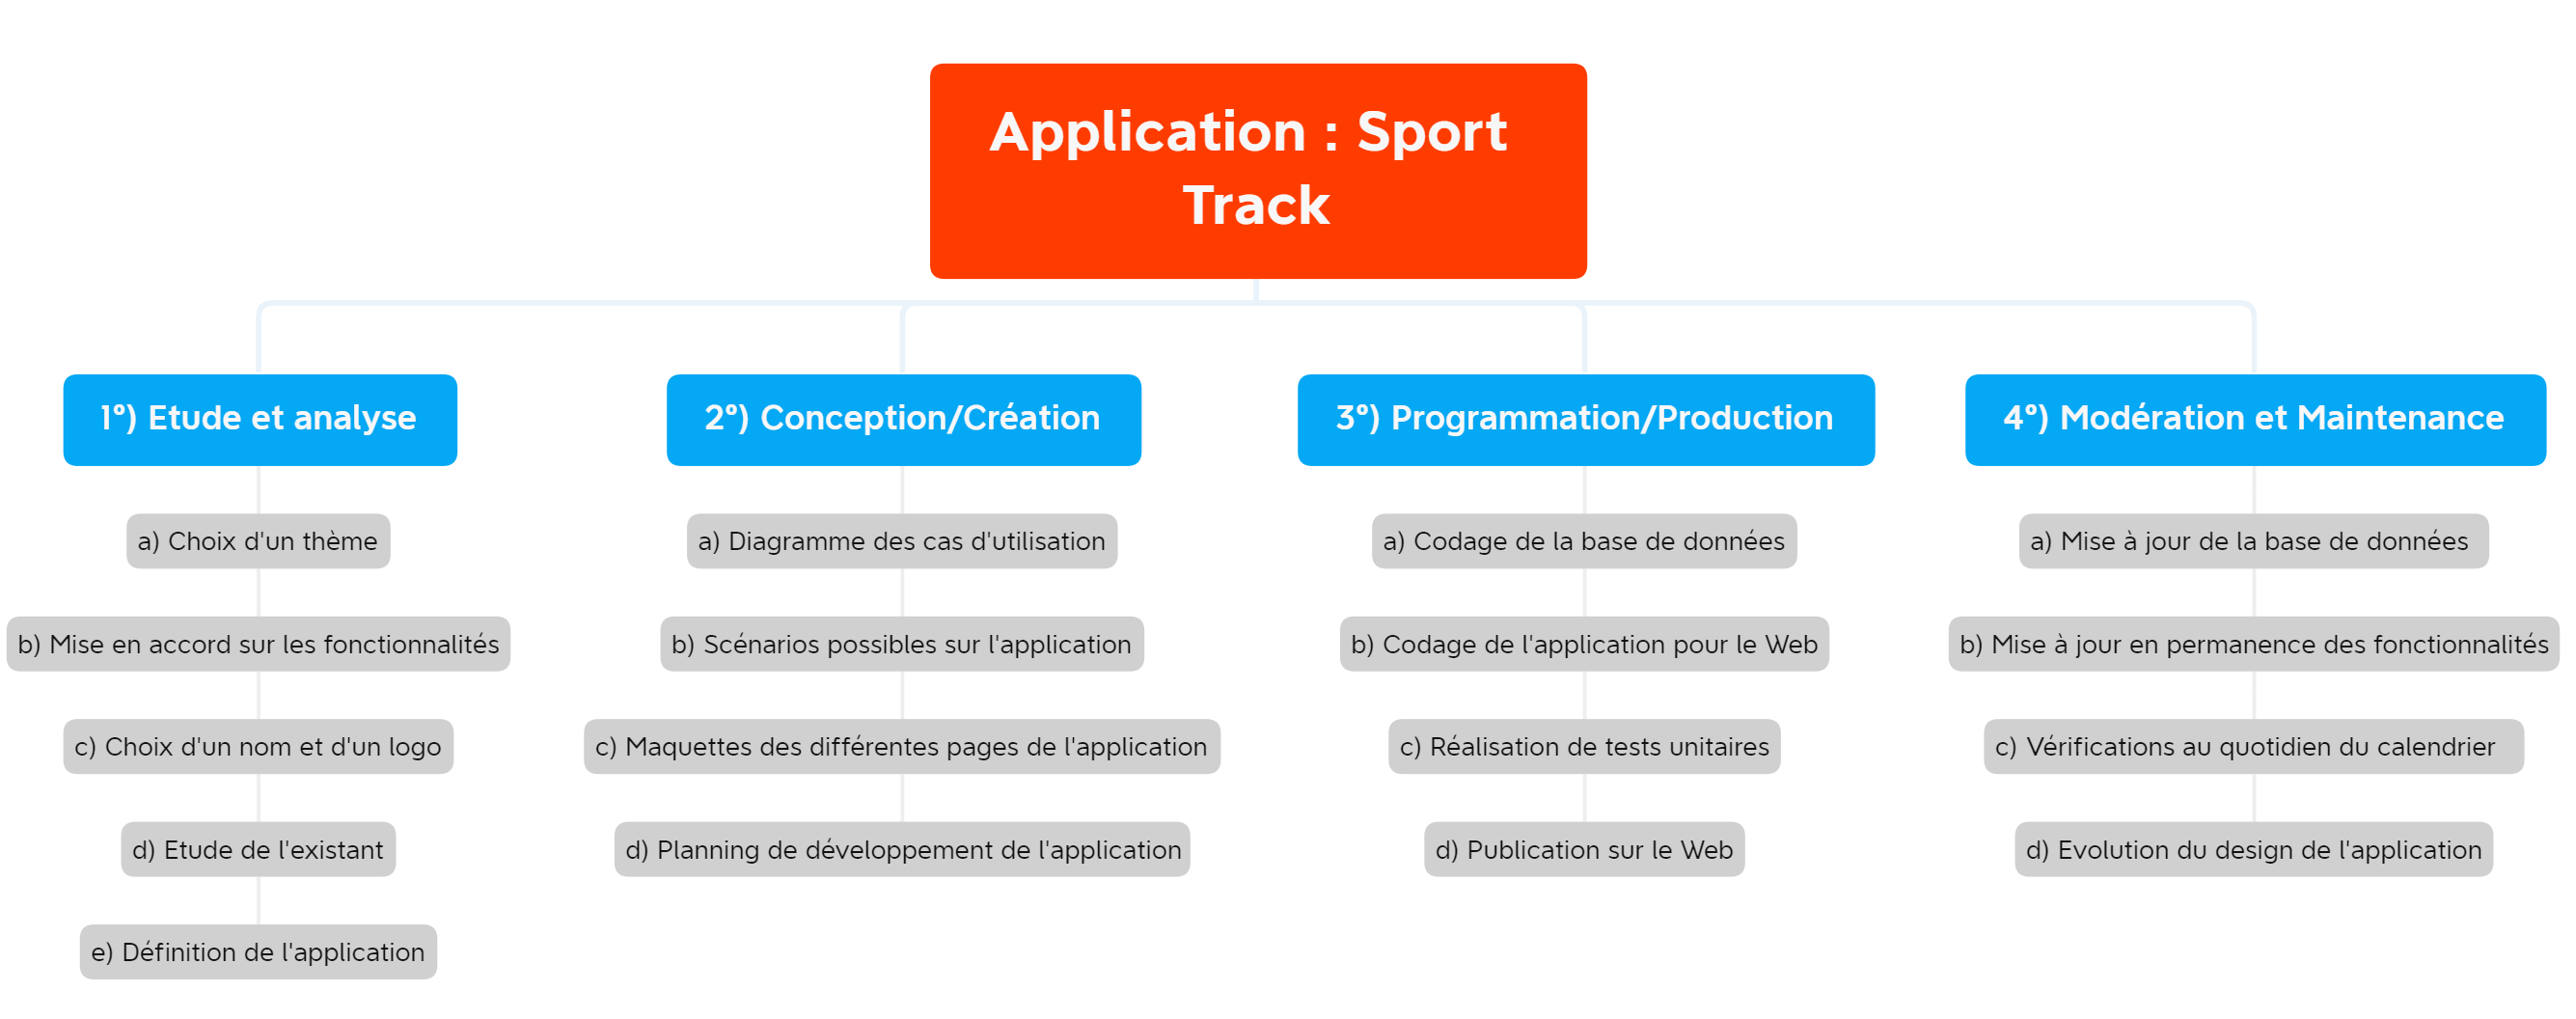 Application : Sport
Track
1°) Etude et analyse
a) Choix d'un thème
b) Mise en accord sur les fonctionnalités
c) Choix d'un nom et d'un logo
d) Etude de l'existant
e) Définition de l'application
2°) Conception/Création
a) Diagramme des cas d'utilisation
b) Scénarios possibles sur l'application
c) Maquettes des différentes pages de l'application
d) Planning de développement de l'application
3°) Programmation/Production
a) Codage de la base de données
b) Codage de l'application pour le Web
c) Réalisation de tests unitaires
d) Publication sur le Web
4°) Modération et Maintenance
a) Mise à jour de la base de données
b) Mise à jour en permanence des fonctionnalités
c) Vérifications au quotidien du calendrier
d) Evolution du design de l'application